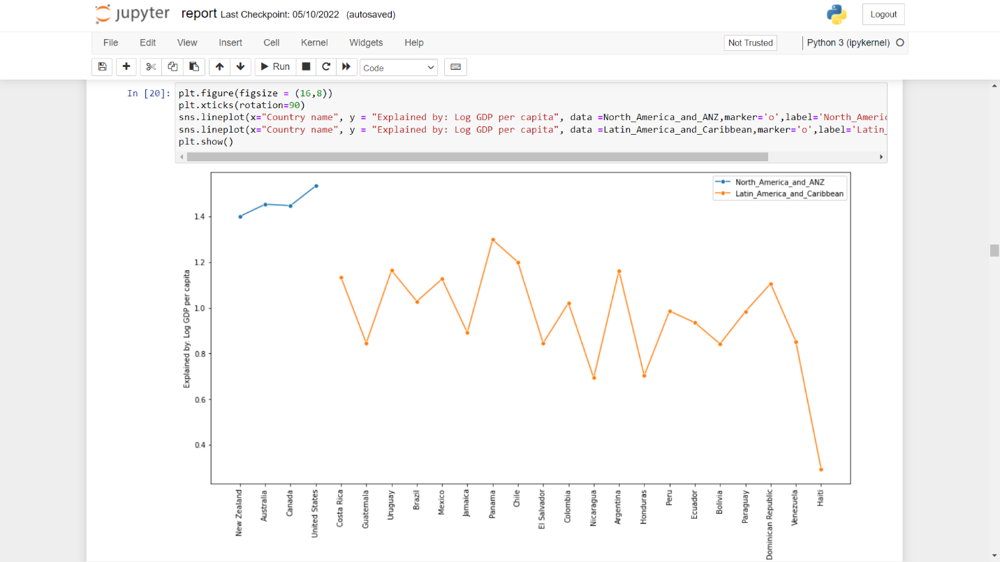 jupyter report Last Checkpoint: 05/10/2022 (autosaved) Logout
File Edit View Insert Cell Kernel Widgets Help Not Trusted Python 3 (ipykernel)
Run Code
In [20]: plt.figure(figsize = (16,8))
plt.xticks(rotation=90)
sns.lineplot(x="Country name", y = "Explained by: Log GDP per capita", data =North_America_and_ANZ,marker='o',label='North_Americ
sns.lineplot(x="Country name", y = "Explained by: Log GDP per capita", data =Latin_America_and_Caribbean,marker='o',label='Latin_
plt.show()
North_America_and_ANZ
Latin_America_and_Caribbean
1.4
1.2
1.0
0.8
0.6
0.4
Explained by: Log GDP per capita
New Zealand
Australia
Canada
United States
Costa Rica
Guatemala
Uruguay
Brazil
Mexico
Jamaica
Panama
Chile
El Salvador
Colombia
Nicaragua
Argentina
Honduras
Peru
Ecuador
Bolivia
Paraguay
Dominican Republic
Venezuela
Haiti